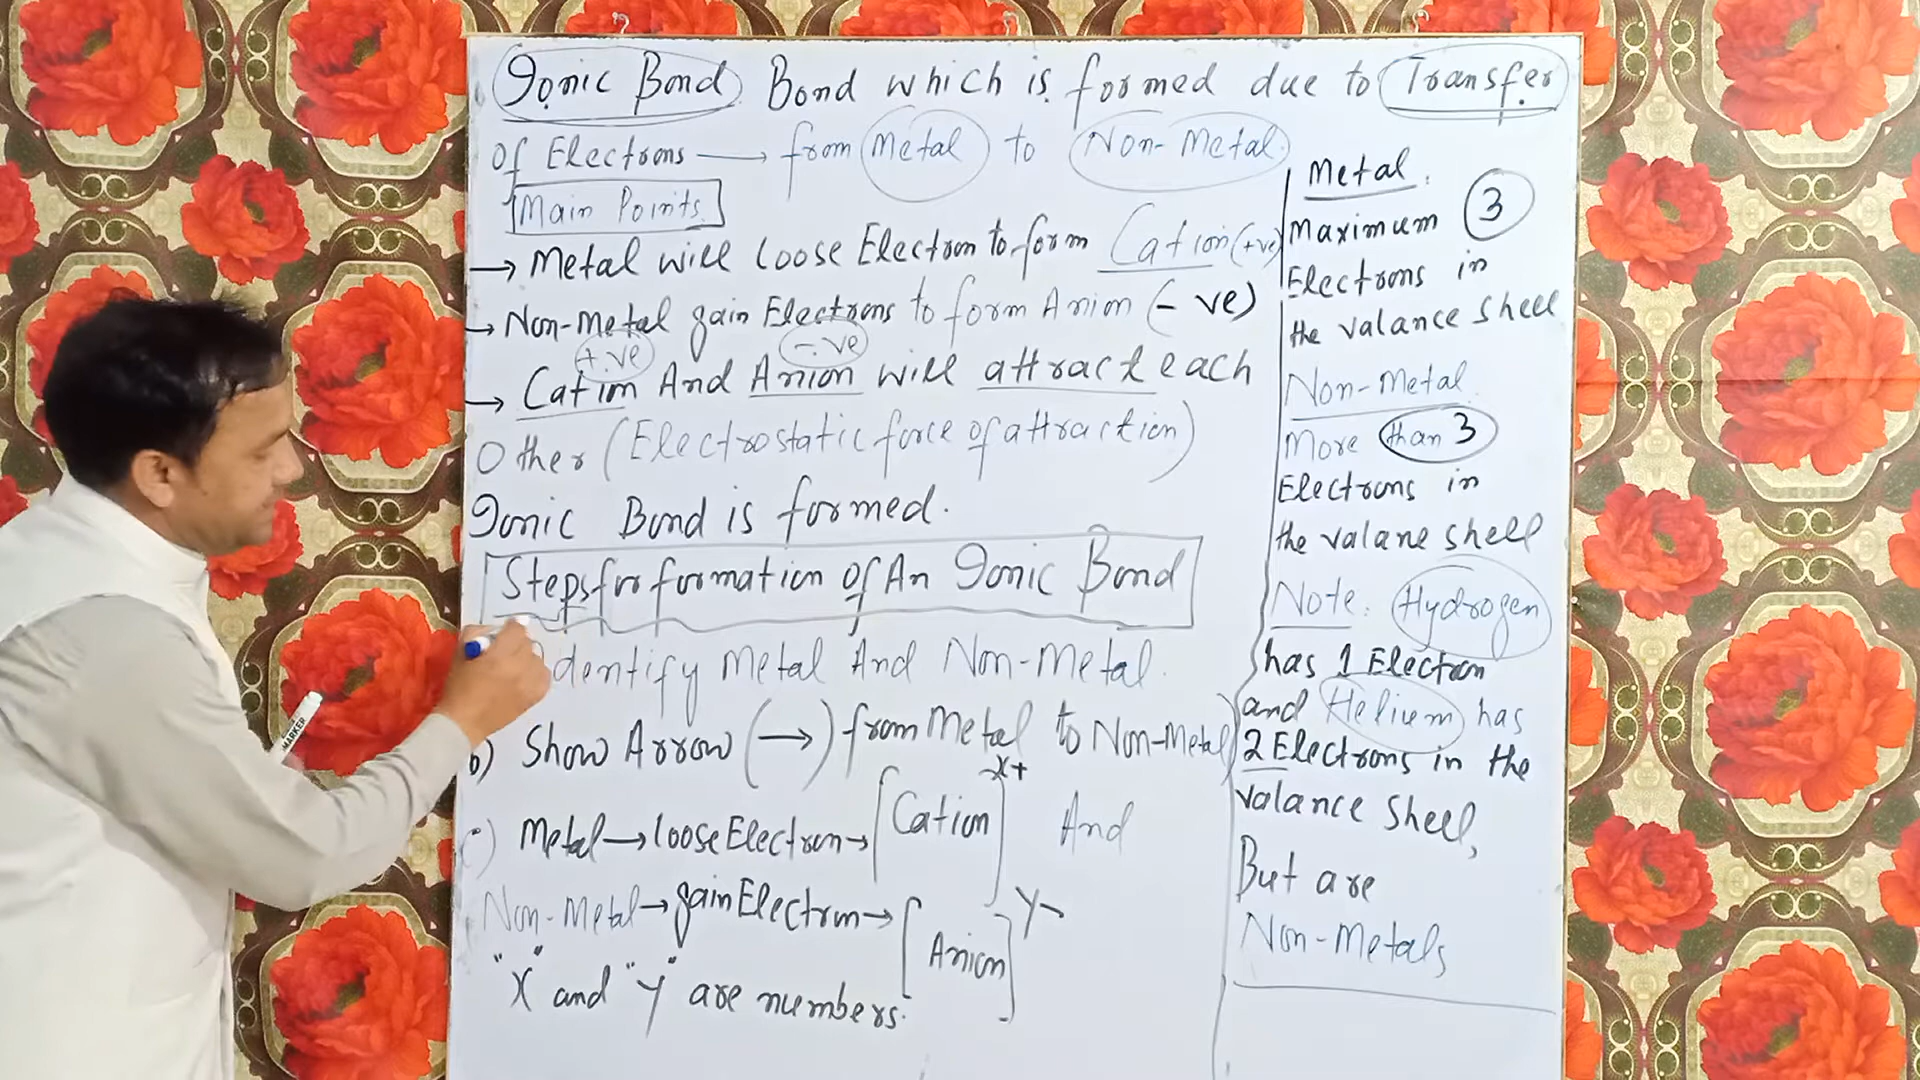 Ionic Bond Bond which is formed due to Transfer
Of Electrons → from Metal to Non-Metal
Main Points
→ Metal will loose Electron to form Cation (+ve)
→ Non-Metal gain Electrons to form Anion (-ve)
+ve -ve
→ Cation And Anion will attract each
Other (Electrostatic force of attraction)
Ionic Bond is formed.
Steps for formation Of An Ionic Bond
Identify Metal And Non-Metal.
b) Show Arrow (→) from Metal to Non-Metal
c) Metal → loose Electron → [Cation]x+ And
Non-Metal → gain Electron → [Anion]y-
"X" and "y" are numbers.
Metal
Maximum 3
Electrons in
the valance shell
Non-Metal
More than 3
Electrons in
the valane shell
Note: Hydrogen
has 1 Electron
and Helium has
2 Electrons in the
valance Shell,
But are
Non-Metals
MARKER